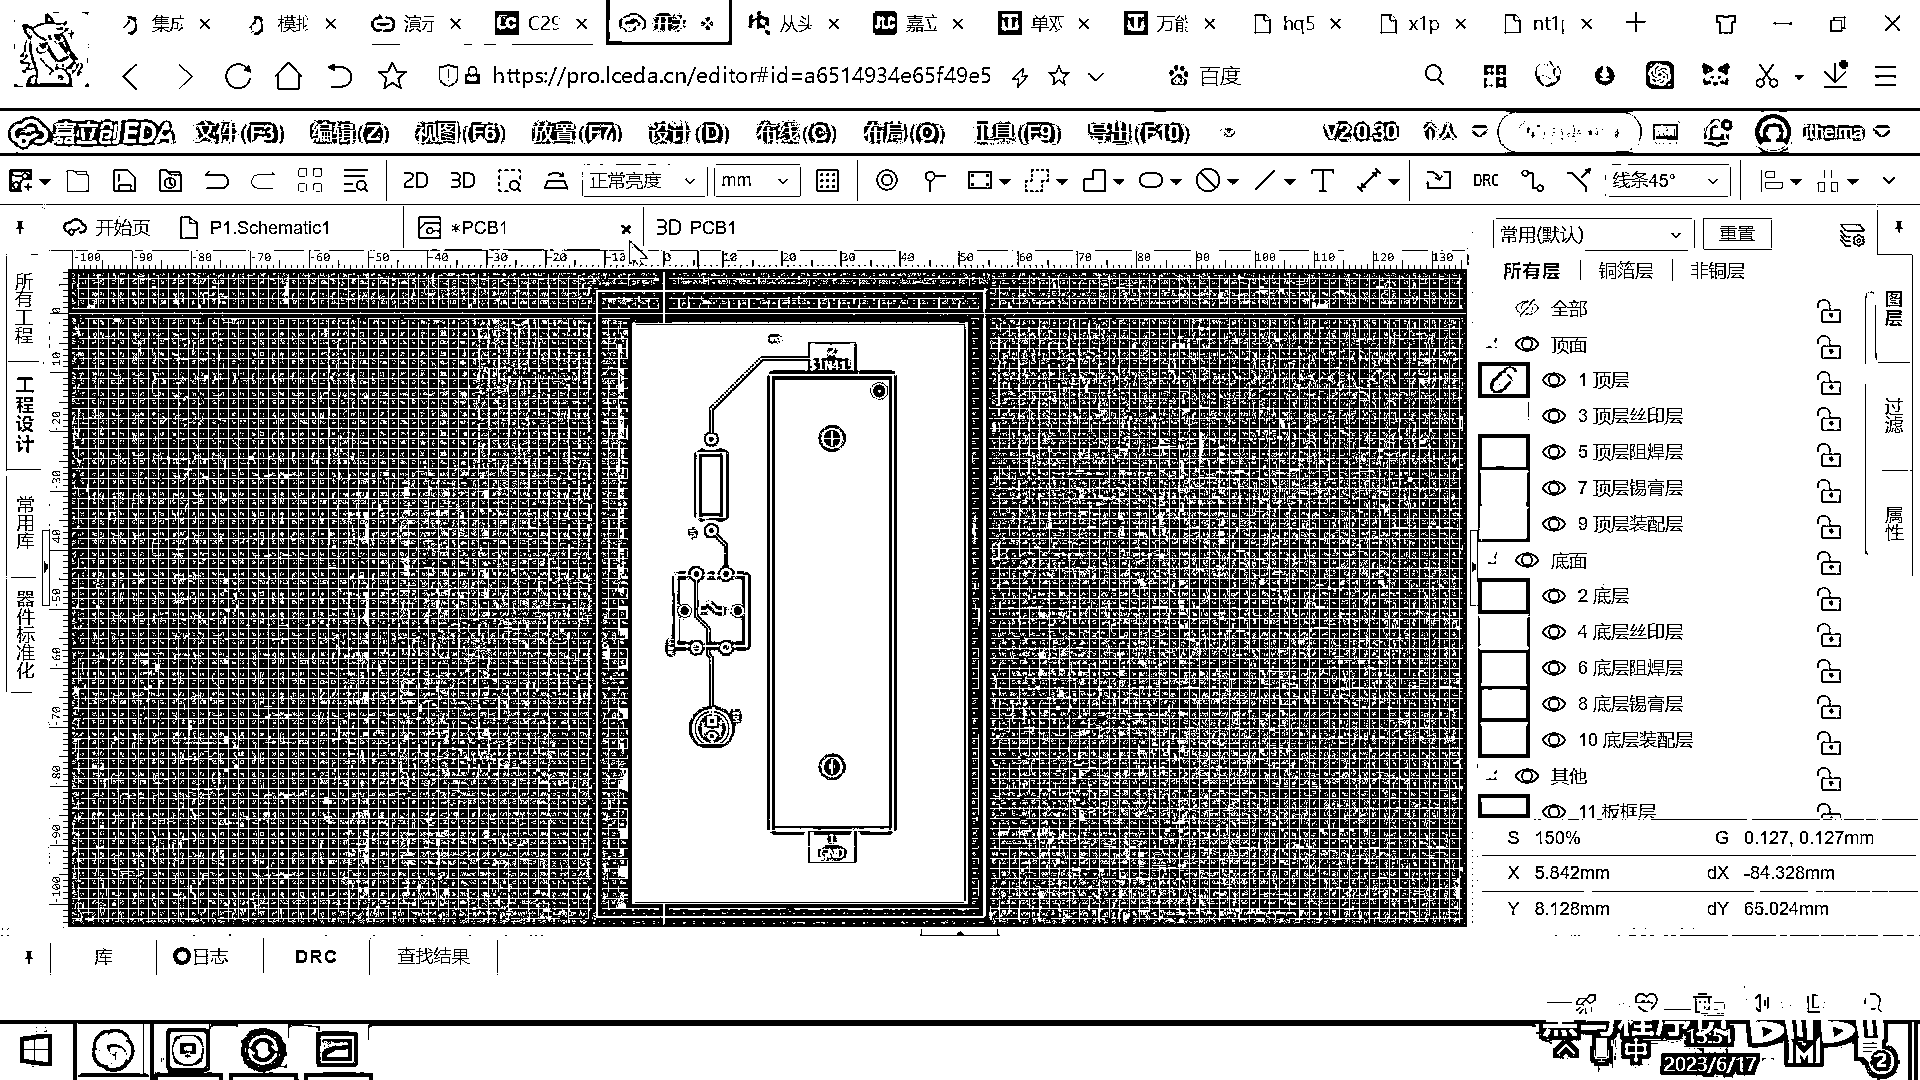 集成 模拟 演示 C29 从头 嘉立 单双 万能 hq5 x1p nt1p
https://pro.lceda.cn/editor#id=a6514934e65f49e5
百度
嘉立创EDA 文件(F3) 编辑(Z) 视图(F6) 放置(F7) 设计(D) 布线(C) 布局(O) 工具(F9) 导出(F10) V2.0.30 个人 itheima
2D 3D 正常亮度 mm DRC 线条45°
开始页 P1.Schematic1 *PCB1 3D PCB1
常用(默认) 重置
所有层 铜箔层 非铜层
全部
顶面
1 顶层
3 顶层丝印层
5 顶层阻焊层
7 顶层锡膏层
9 顶层装配层
底面
2 底层
4 底层丝印层
6 底层阻焊层
8 底层锡膏层
10 底层装配层
其他
11 板框层
图层
过滤
属性
所有工程
工程设计
常用库
器件标准化
-100 -90 -80 -70 -60 -50 -40 -30 -20 -10 0 10 20 30 40 50 60 70 80 90 100 110 120 130
GND
S 150% G 0.127, 0.127mm
X 5.842mm dX -84.328mm
Y 8.128mm dY 65.024mm
库 日志 DRC 查找结果
中
2023/6/17
2